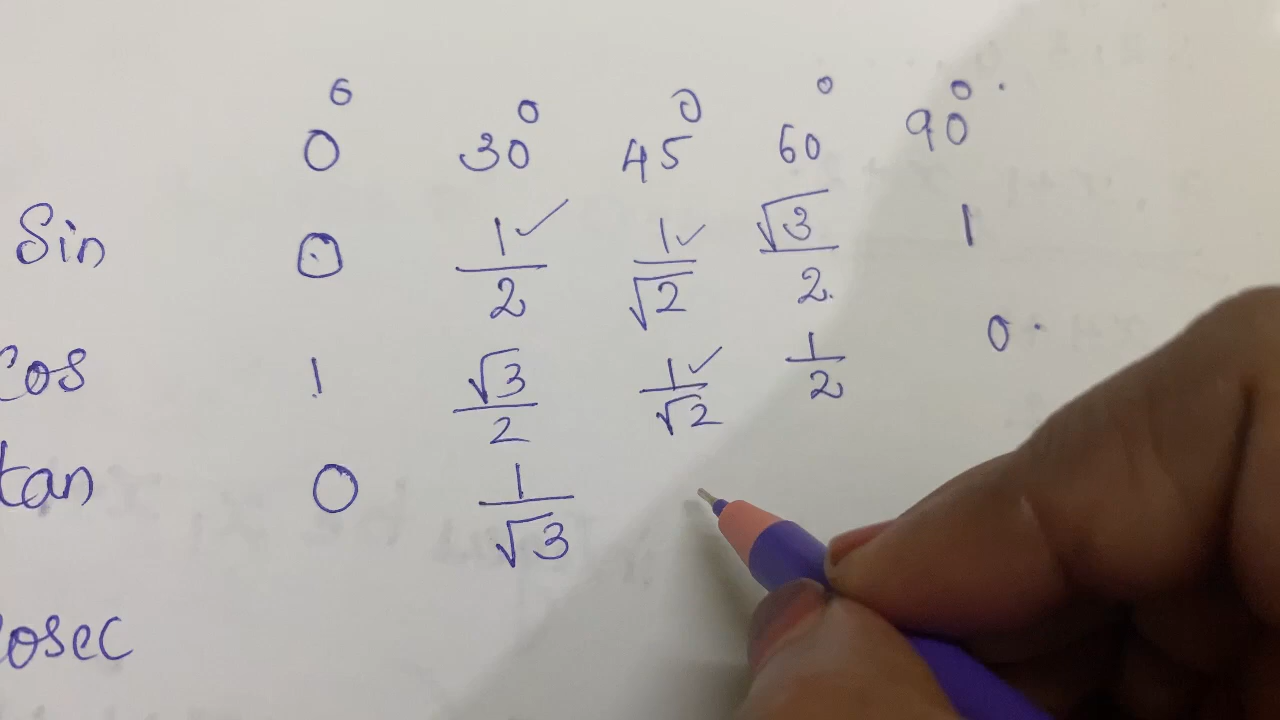 0° 30° 45° 60° 90°.
Sin 0 1/2 1/√2 √3/2 1
cos 1 √3/2 1/√2 1/2 0.
tan 0 1/√3
cosec